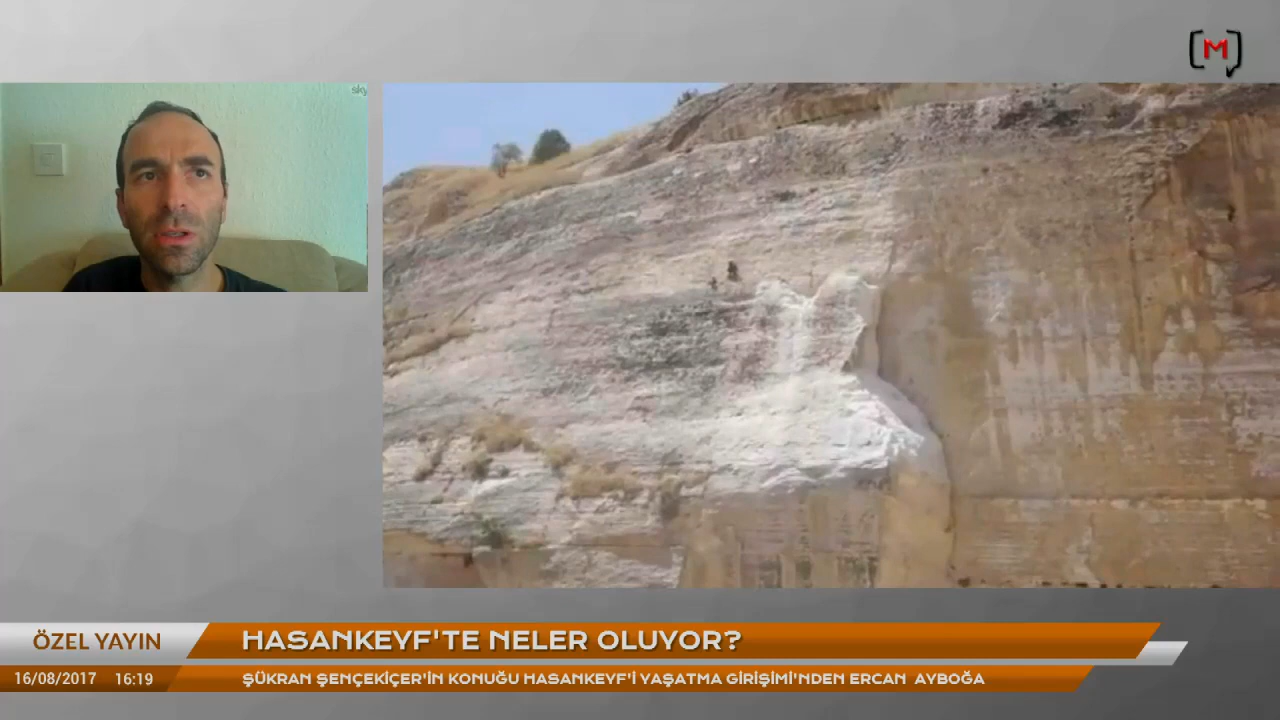 [M]
sky
ÖZEL YAYIN
HASANKEYF'TE NELER OLUYOR?
16/08/2017 16:19
ŞÜKRAN ŞENÇEKİÇER'İN KONUĞU HASANKEYF'İ YAŞATMA GİRİŞİMİ'NDEN ERCAN AYBOĞA